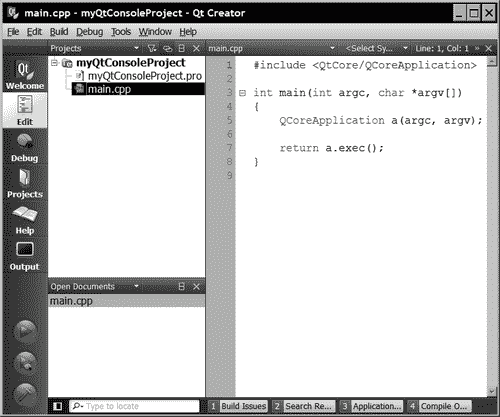 main.cpp - myQtConsoleProject - Qt Creator
File Edit Build Debug Tools Window Help
Projects
main.cpp
<Select Sy...
Line: 1, Col: 1
Qt
Welcome
Edit
Debug
Projects
Help
Output
myQtConsoleProject
myQtConsoleProject.pro
main.cpp
1 #include <QtCore/QCoreApplication>
2
3 int main(int argc, char *argv[])
4 {
5 QCoreApplication a(argc, argv);
6
7 return a.exec();
8 }
9
Open Documents
main.cpp
Type to locate
1 Build Issues
2 Search Re...
3 Application...
4 Compile O...